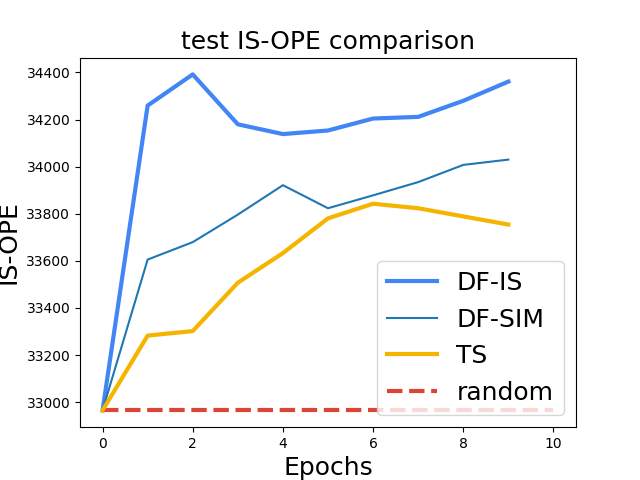 test IS-OPE comparison
IS-OPE
34400
34200
34000
33800
33600
33400
33200
33000
DF-IS
DF-SIM
TS
random
0 2 4 6 8 10
Epochs